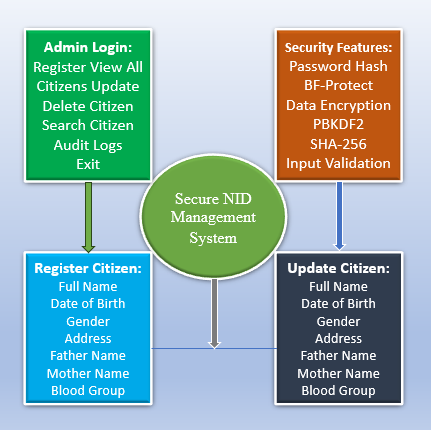 Admin Login:
Register View All
Citizens Update
Delete Citizen
Search Citizen
Audit Logs
Exit
Security Features:
Password Hash
BF-Protect
Data Encryption
PBKDF2
SHA-256
Input Validation
Secure NID
Management
System
Register Citizen:
Full Name
Date of Birth
Gender
Address
Father Name
Mother Name
Blood Group
Update Citizen:
Full Name
Date of Birth
Gender
Address
Father Name
Mother Name
Blood Group